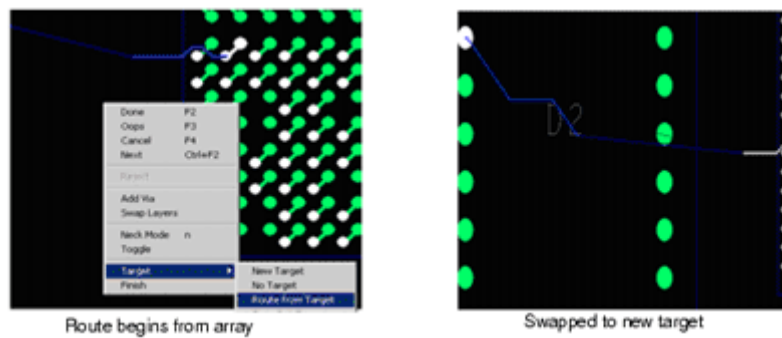 Done F2
Oops F3
Cancel F4
Next Ctrl+F2
Reject
Add Via
Swap Layers
Neck Mode n
Toggle
Target
Finish
New Target
No Target
Route from Target
D2
Route begins from array
Swapped to new target